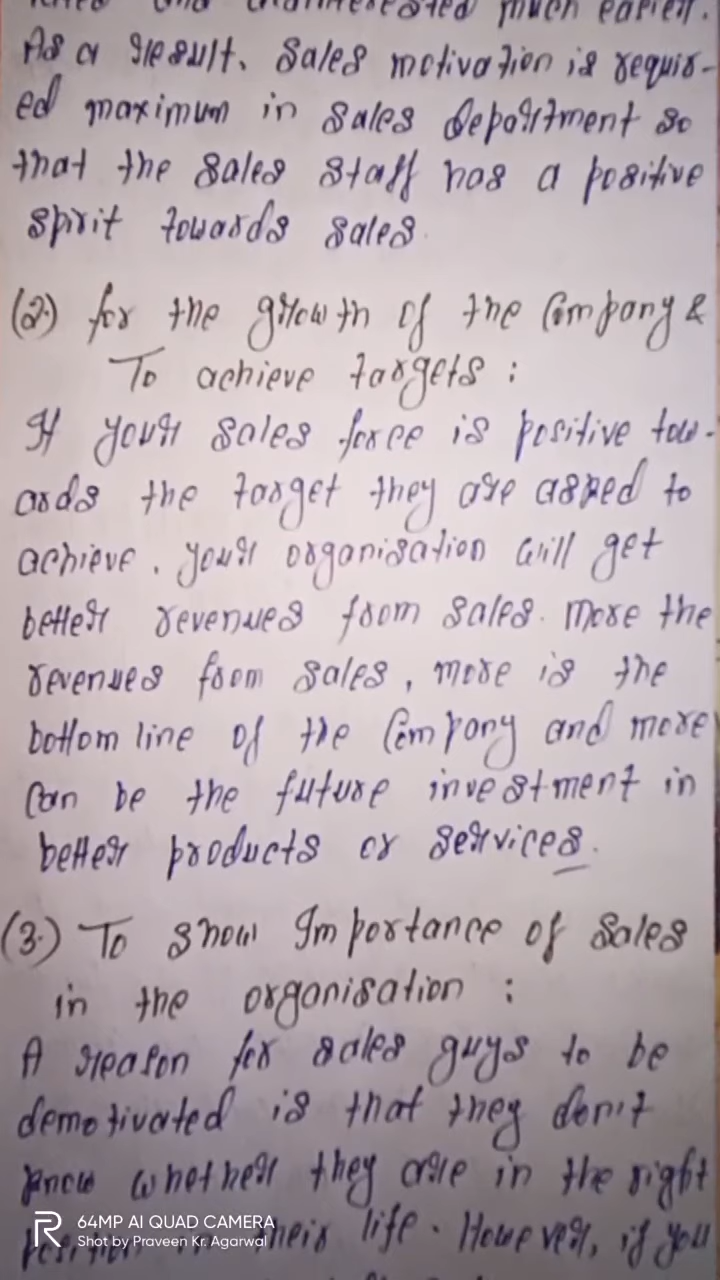 much easier.
As a result, sales motivation is requir-
ed maximum in sales department so
that the sales staff has a positive
spirit towards sales.
(2.) for the growth of the Company &
To achieve targets :
If your sales force is positive tow-
ards the target they are asked to
achieve. your organisation will get
better revenues from sales. more the
revenues from sales, more is the
bottom line of the Company and more
can be the future investment in
better products or services.
(3.) To show Importance of sales
in the organisation :
A reason for sales guys to be
demotivated is that they don't
know whether they are in the right
their life. However, if you
R 64MP AI QUAD CAMERA
Shot by Praveen Kr. Agarwal